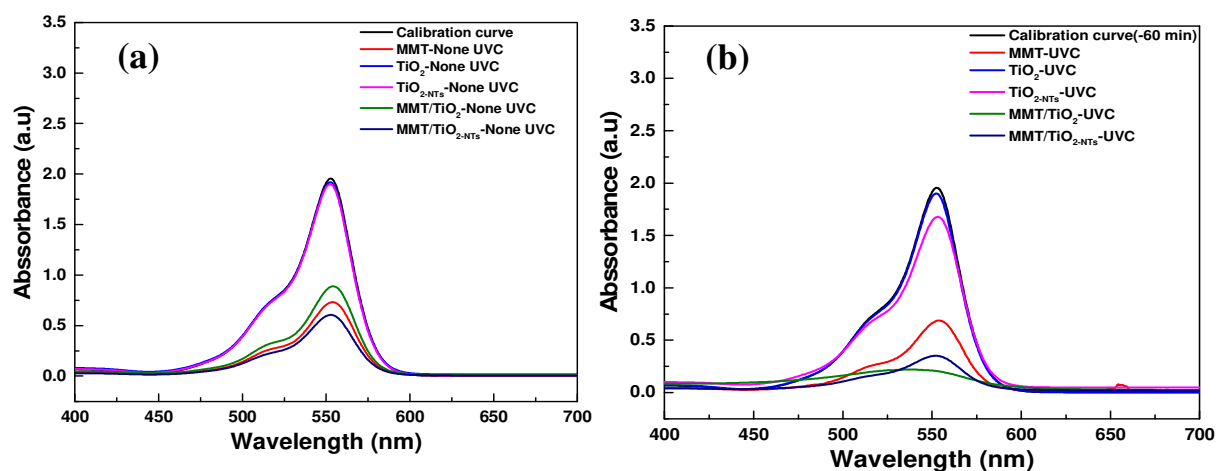 3.5
3.0
2.5
2.0
1.5
1.0
0.5
0.0
Abssorbance (a.u)
(a)
Calibration curve
MMT-None UVC
TiO2-None UVC
TiO2-NTs-None UVC
MMT/TiO2-None UVC
MMT/TiO2-NTs-None UVC
400 450 500 550 600 650 700
Wavelength (nm)
3.5
3.0
2.5
2.0
1.5
1.0
0.5
0.0
Abssorbance (a.u)
(b)
Calibration curve(-60 min)
MMT-UVC
TiO2-UVC
TiO2-NTs-UVC
MMT/TiO2-UVC
MMT/TiO2-NTs-UVC
400 450 500 550 600 650 700
Wavelength (nm)